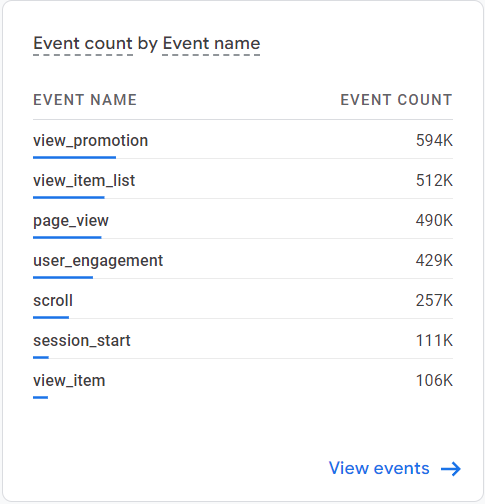 Event count by Event name
EVENT NAME EVENT COUNT
view_promotion 594K
view_item_list 512K
page_view 490K
user_engagement 429K
scroll 257K
session_start 111K
view_item 106K
View events